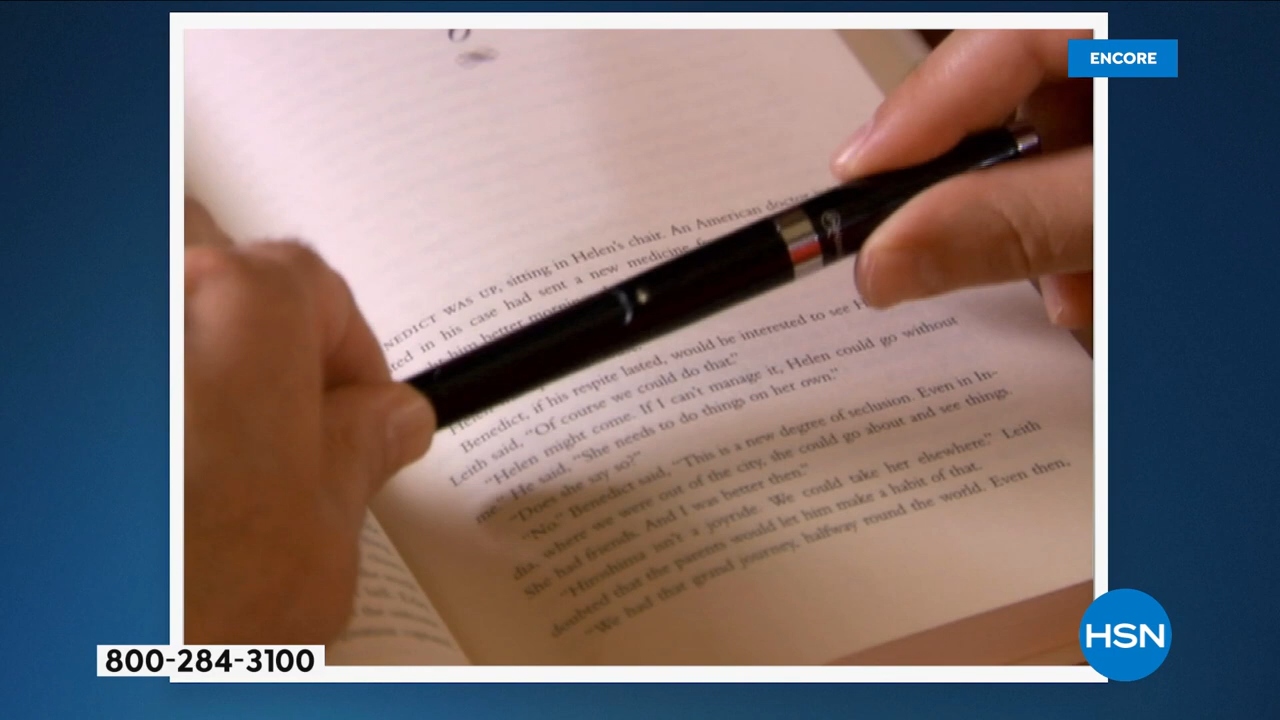 ENCORE
NEDICT WAS UP, sitting in Helen's chair. An American doctor
ted in his case had sent a new medicine
him better
Benedict, if his respite lasted, would be interested to see
Leith said, "Of course we could do that."
"Helen might come. If I can't manage it, Helen could go without
me." He said, "She needs to do things on her own."
"Does she say so?"
"No." Benedict said, "This is a new degree of seclusion. Even in In-
dia, where we were out of the city, she could go about and see things.
She had friends. And I was better then."
"Hiroshima isn't a joyride. We could take her elsewhere." Leith
doubted that the parents would let him make a habit of that.
"We had that grand journey, halfway round the world. Even then,
800-284-3100
HSN